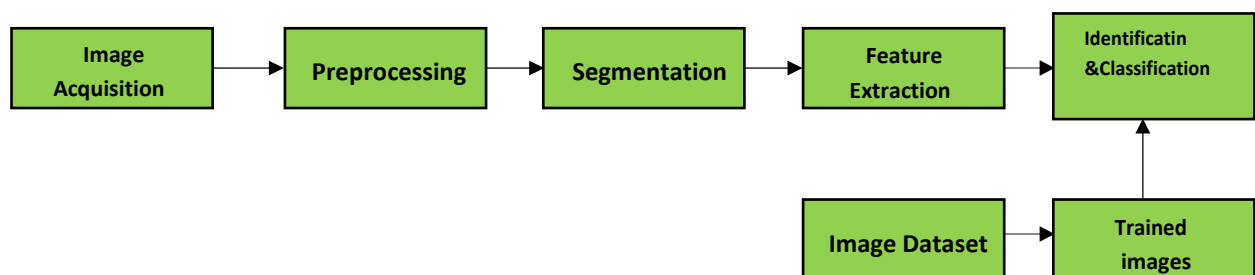 Image
Acquisition
Preprocessing
Segmentation
Feature
Extraction
Identificatin
&Classification
Image Dataset
Trained
images